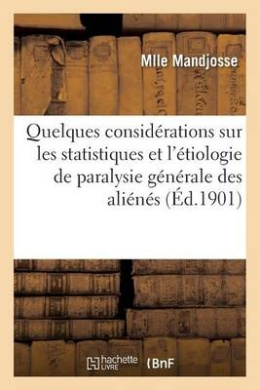 Mlle Mandjosse
Quelques considérations sur les statistiques et l'étiologie de paralysie générale des aliénés (Éd.1901)
hachette
LIVRE
{BnF